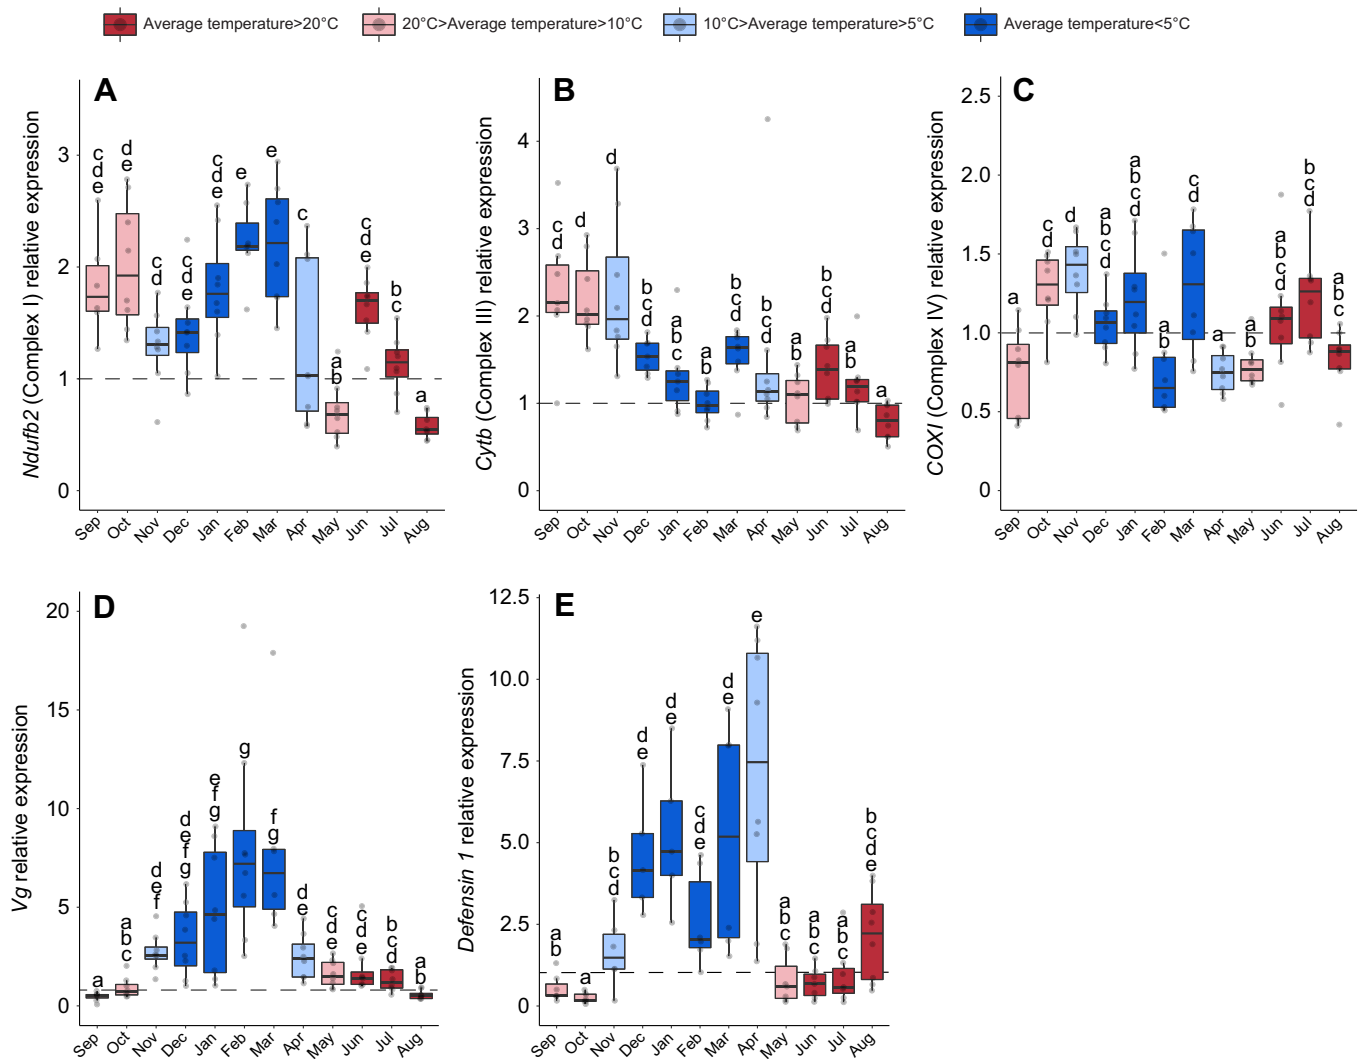 Average temperature>20°C 20°C>Average temperature>10°C 10°C>Average temperature>5°C Average temperature<5°C
A
Ndufb2 (Complex I) relative expression
3
2
1
0
c
d
e
d
e
c
d
c
d
e
c
d
e
e
e
c
a
b
c
d
e
b
c
a
Sep Oct Nov Dec Jan Feb Mar Apr May Jun Jul Aug
B
Cytb (Complex III) relative expression
4
3
2
1
0
c
d
d
d
b
c
d
a
b
c
a
b
b
c
d
b
c
d
a
b
b
c
d
a
b
a
Sep Oct Nov Dec Jan Feb Mar Apr May Jun Jul Aug
C
COXI (Complex IV) relative expression
2.5
2.0
1.5
1.0
0.5
0
a
c
d
d
a
b
c
d
a
b
c
d
a
b
c
d
a
a
b
a
b
c
d
b
c
d
a
b
c
Sep Oct Nov Dec Jan Feb Mar Apr May Jun Jul Aug
D
Vg relative expression
20
15
10
5
0
a
a
b
c
d
e
f
d
e
f
g
e
f
g
g
f
g
d
e
c
d
e
c
d
e
b
c
d
a
b
Sep Oct Nov Dec Jan Feb Mar Apr May Jun Jul Aug
E
Defensin 1 relative expression
12.5
10.0
7.5
5.0
2.5
0
a
b
a
b
c
d
d
e
d
e
c
d
e
d
e
e
a
b
c
a
b
c
a
b
c
b
c
d
e
Sep Oct Nov Dec Jan Feb Mar Apr May Jun Jul Aug